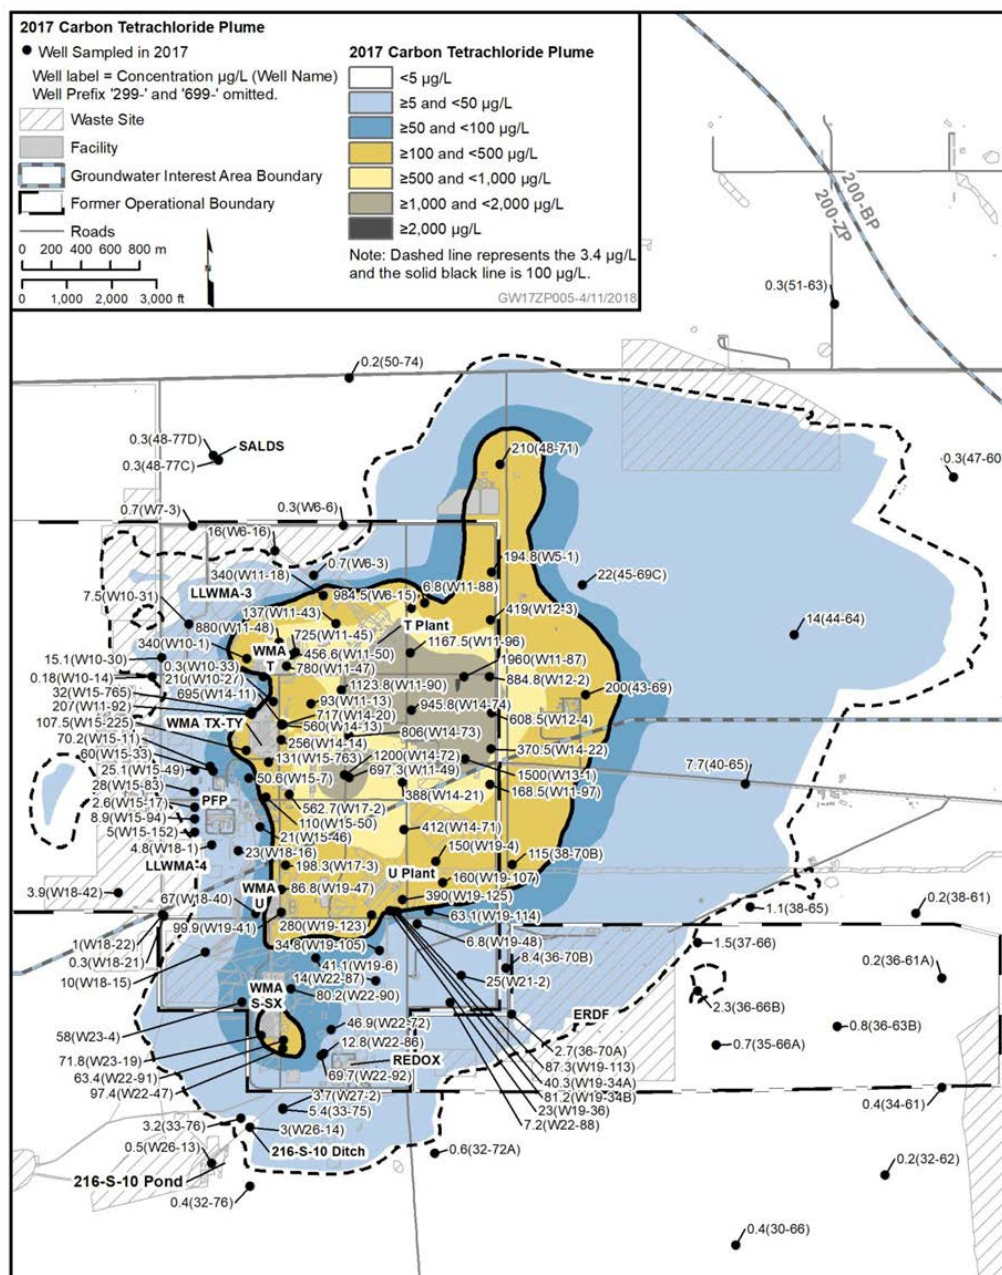 2017 Carbon Tetrachloride Plume
Well Sampled in 2017
Well label = Concentration µg/L (Well Name)
Well Prefix '299-' and '699-' omitted.
Waste Site
Facility
Groundwater Interest Area Boundary
Former Operational Boundary
Roads
0 200 400 600 800 m
0 1,000 2,000 3,000 ft
N
2017 Carbon Tetrachloride Plume
<5 µg/L
≥5 and <50 µg/L
≥50 and <100 µg/L
≥100 and <500 µg/L
≥500 and <1,000 µg/L
≥1,000 and <2,000 µg/L
≥2,000 µg/L
Note: Dashed line represents the 3.4 µg/L
and the solid black line is 100 µg/L.
GW17ZP005-4/11/2018
200-BP
200-ZP
0.3(51-63)
0.2(50-74)
0.3(48-77D)
SALDS
0.3(48-77C)
210(48-71)
0.3(47-60
0.7(W7-3)
0.3(W6-6)
16(W6-16)
194.8(W5-1)
0.7(W6-3)
22(45-69C)
340(W11-18)
6.8(W11-88)
984.5(W6-15)
LLWMA-3
7.5(W10-31)
137(W11-43)
419(W12-3)
880(W11-48)
725(W11-45)
T Plant
14(44-64)
340(W10-1)
WMA
T
456.6(W11-50)
1167.5(W11-96)
15.1(W10-30)
0.3(W10-33)
780(W11-47)
1960(W11-87)
0.18(W10-14)
210(W10-27)
1123.8(W11-90)
884.8(W12-2)
32(W15-765)
695(W14-11)
93(W11-13)
945.8(W14-74)
200(43-69)
207(W11-92)
717(W14-20)
608.5(W12-4)
107.5(W15-225)
WMA TX-TY
560(W14-13)
806(W14-73)
70.2(W15-11)
256(W14-14)
370.5(W14-22)
60(W15-33)
131(W15-763)
1200(W14-72)
25.1(W15-49)
50.6(W15-7)
697.3(W11-49)
1500(W13-1)
7.7(40-65)
28(W15-83)
PFP
388(W14-21)
168.5(W11-97)
2.6(W15-17)
562.7(W17-2)
8.9(W15-94)
110(W15-50)
5(W15-152)
21(W15-46)
412(W14-71)
4.8(W18-1)
23(W18-16)
150(W19-4)
LLWMA-4
198.3(W17-3)
U Plant
115(38-70B)
3.9(W18-42)
WMA
U
86.8(W19-47)
160(W19-107)
67(W18-40)
390(W19-125)
1.1(38-65)
0.2(38-61)
99.9(W19-41)
280(W19-123)
63.1(W19-114)
1(W18-22)
34.8(W19-105)
6.8(W19-48)
1.5(37-66)
0.3(W18-21)
41.1(W19-6)
8.4(36-70B)
10(W18-15)
14(W22-87)
25(W21-2)
0.2(36-61A)
WMA
S-SX
80.2(W22-90)
2.3(36-66B)
58(W23-4)
46.9(W22-72)
ERDF
0.8(36-63B)
71.8(W23-19)
12.8(W22-86)
2.7(36-70A)
0.7(35-66A)
63.4(W22-91)
REDOX
87.3(W19-113)
97.4(W22-47)
69.7(W22-92)
40.3(W19-34A)
81.2(W19-34B)
3.7(W27-2)
23(W19-36)
0.4(34-61)
5.4(33-75)
7.2(W22-88)
3.2(33-76)
3(W26-14)
0.5(W26-13)
216-S-10 Ditch
0.6(32-72A)
216-S-10 Pond
0.2(32-62)
0.4(32-76)
0.4(30-66)